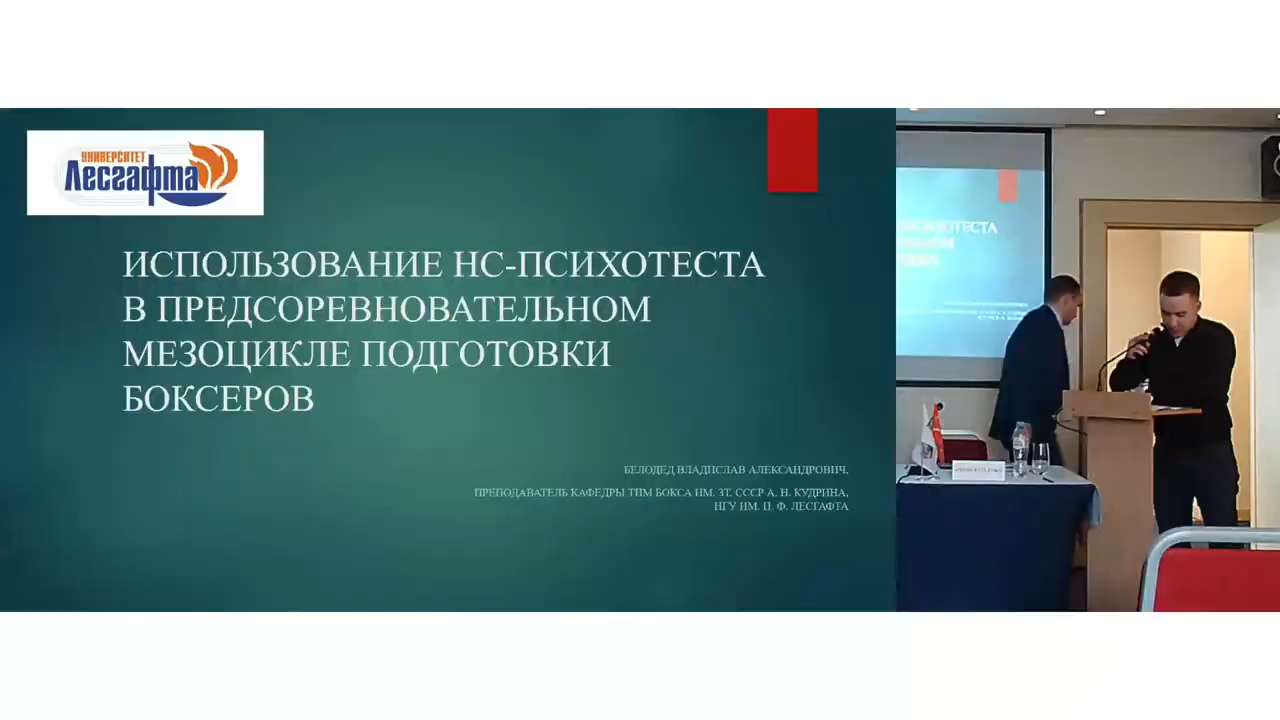 УНИВЕРСИТЕТ
Лесгафта
ИСПОЛЬЗОВАНИЕ НС-ПСИХОТЕСТА
В ПРЕДСОРЕВНОВАТЕЛЬНОМ
МЕЗОЦИКЛЕ ПОДГОТОВКИ
БОКСЕРОВ
БЕЛОДЕД ВЛАДИСЛАВ АЛЕКСАНДРОВИЧ,
ПРЕПОДАВАТЕЛЬ КАФЕДРЫ ТИМ БОКСА ИМ. ЗТ. СССР А. Н. КУДРИНА,
НГУ ИМ. П. Ф. ЛЕСГАФТА